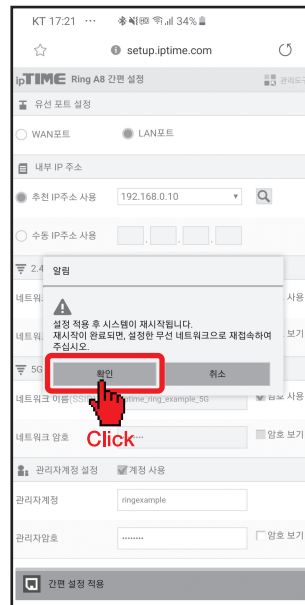 KT 17:21 ··· 34%
setup.iptime.com
ipTIME Ring A8 간편 설정 관리도
유선 포트 설정
WAN포트 LAN포트
내부 IP 주소
추천 IP주소 사용 192.168.0.10
수동 IP주소 사용 . . .
2.4
알림
네트워 사용
설정 적용 후 시스템이 재시작됩니다.
재시작이 완료되면, 설정한 무선 네트워크로 재접속하여
주십시오.
네트워 보기
5G
확인 취소
네트워크 이름(SSID) iptime_ring_example_5G 암호 사용
네트워크 암호 암호 보기
Click
관리자계정 설정 계정 사용
관리자계정 ringexample
관리자암호 ········ 암호 보기
간편 설정 적용